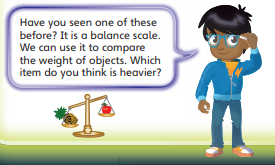 Have you seen one of these
before? It is a balance scale.
We can use it to compare
the weight of objects. Which
item do you think is heavier?